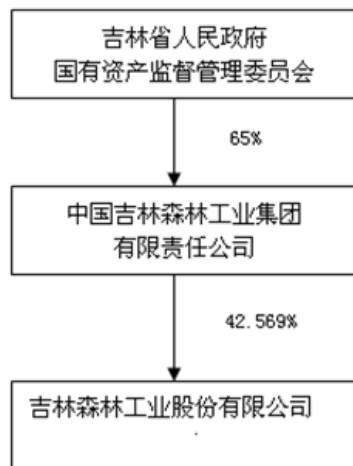 吉林省人民政府
国有资产监督管理委员会
65%
中国吉林森林工业集团
有限责任公司
42.569%
吉林森林工业股份有限公司